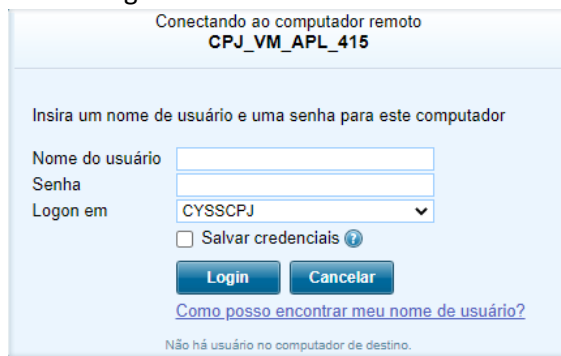 Conectando ao computador remoto
CPJ_VM_APL_415
Insira um nome de usuário e uma senha para este computador
Nome do usuário
Senha
Logon em CYSSCPJ
Salvar credenciais ?
Login Cancelar
Como posso encontrar meu nome de usuário?
Não há usuário no computador de destino.